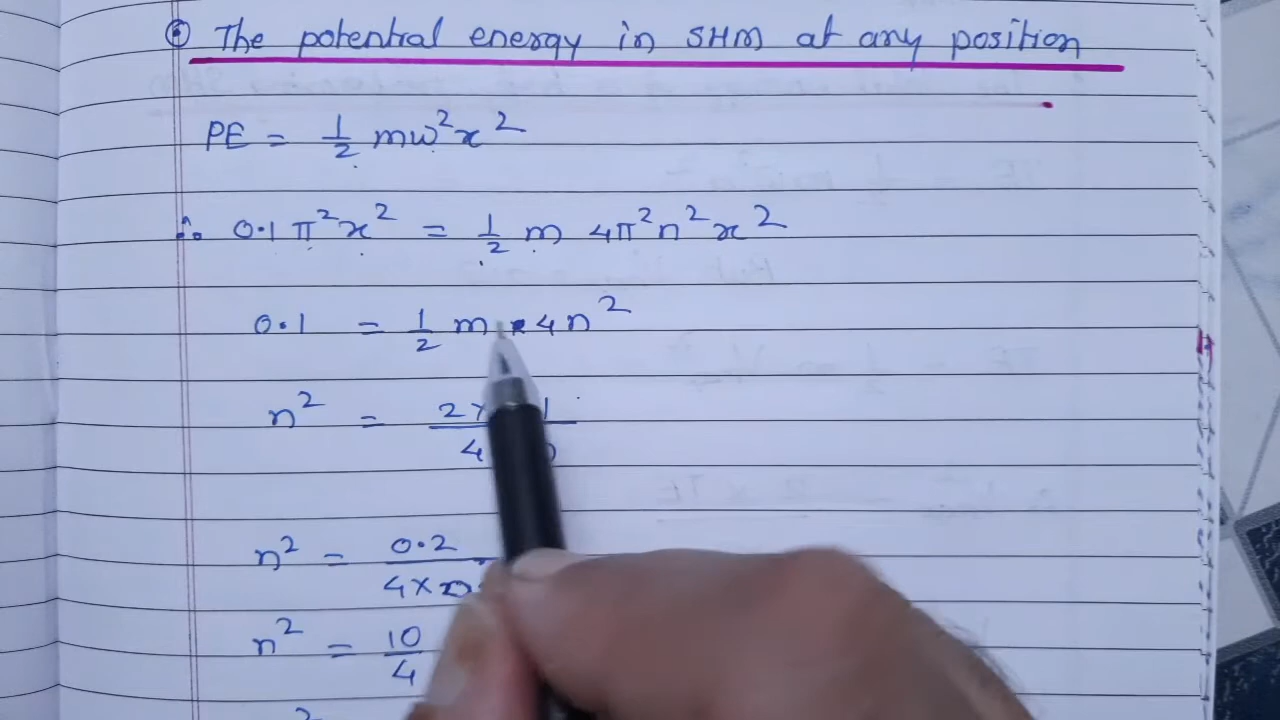 ⦿ The potential energy in SHM at any position
PE = 1/2 mω²x²
∴ 0.1 π²x² = 1/2 m 4π²n²x²
0.1 = 1/2 m × 4n²
n² = 2× 1 / 4
n² = 0.2 / 4×
n² = 10 / 4